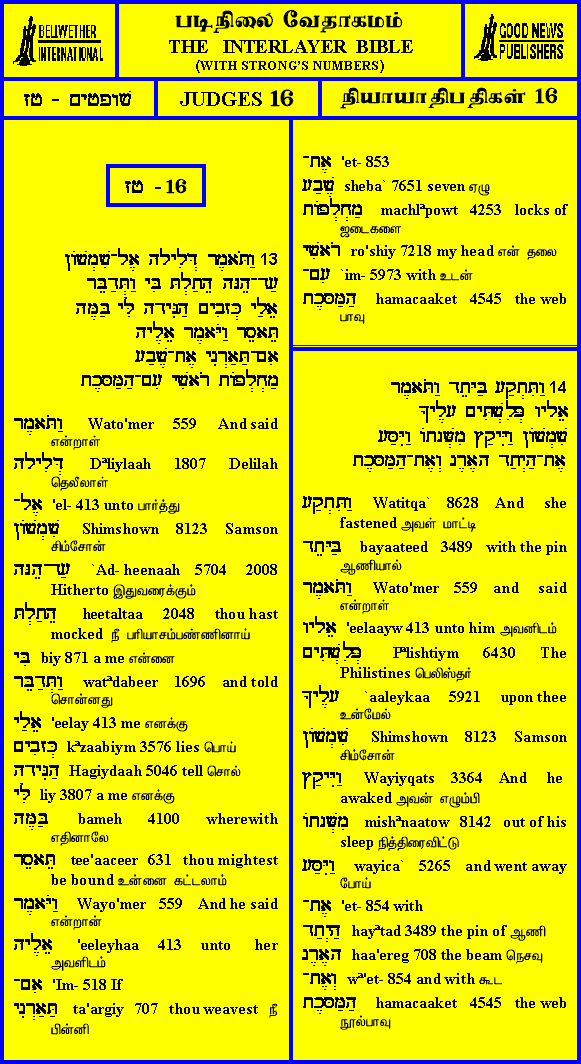 BELLWETHER
INTERNATIONAL
படிநிலை வேதாகமம்
THE INTERLAYER BIBLE
(WITH STRONG'S NUMBERS)
GOOD NEWS
PUBLISHERS
שׁוֹפטִים - טז
JUDGES 16
நியாயாதிபதிகள் 16
טז - 16
13 וַתֹּאמֶר דְּלִילָה אֶל־שִׁמְשׁוֹן
עַד־הֵנָּה הֵתַלְתָּ בִּי וַתְּדַבֵּר
אֵלַי כְּזָבִים הַגִּידָה לִּי בַּמֶּה
תֵּאָסֵר וַיֹּאמֶר אֵלֶיהָ
אִם־תַּאַרְגִי אֶת־שֶׁבַע
מַחְלְפוֹת רֹאשִׁי עִם־הַמַּסָּכֶת
וַתֹּאמֶר Wato'mer 559 And said
என்றாள்
דְּלִילָה Dªliylaah 1807 Delilah
தெலீலாள்
אֶל־ 'el- 413 unto பார்த்து
שִׁמְשׁוֹן Shimshown 8123 Samson
சிம்சோன்
עַד־הֵנָּה `Ad- heenaah 5704 2008
Hitherto இதுவரைக்கும்
הֵתַלְתָּ heetaltaa 2048 thou hast
mocked நீ பரியாசம்பண்ணினாய்
בִּי biy 871 a me என்னை
וַתְּדַבֵּר watªdabeer 1696 and told
சொன்னது
אֵלַי 'eelay 413 me எனக்கு
כְּזָבִים kªzaabiym 3576 lies பொய்
הַגִּידָה Hagiydaah 5046 tell சொல்
לִּי liy 3807 a me எனக்கு
בַּמֶּה bameh 4100 wherewith
எதினாலே
תֵּאָסֵר tee'aaceer 631 thou mightest
be bound உன்னை கட்டலாம்
וַיֹּאמֶר Wayo'mer 559 And he said
என்றான்
אֵלֶיהָ 'eeleyhaa 413 unto her
அவளிடம்
אִם־ 'Im- 518 If
תַּאַרְגִי ta'argiy 707 thou weavest நீ
பின்னி
אֶת־ 'et- 853
שֶׁבַע sheba` 7651 seven ஏழு
מַחְלְפוֹת machlªpowt 4253 locks of
ஜடைகளை
רֹאשִׁי ro'shiy 7218 my head என் தலை
עִם־ `im- 5973 with உடன்
הַמַּסָּכֶת hamacaaket 4545 the web
பாவு
14 וַתִּתְקַע בַּיָּתֵד וַתֹּאמֶר
אֵלָיו פְּלִשְׁתִּים עָלֶיךָ
שִׁמְשׁוֹן וַיִּיקַץ מִשְּׁנָתוֹ וַיִּסַּע
אֶת־הַיְתַד הָאֶרֶג וְאֶת־הַמַּסָּכֶת
וַתִּתְקַע Watitqa` 8628 And she
fastened அவள் மாட்டி
בַּיָּתֵד bayaateed 3489 with the pin
ஆணியால்
וַתֹּאמֶר Wato'mer 559 and said
என்றாள்
אֵלָיו 'eelaayw 413 unto him அவனிடம்
פְּלִשְׁתִּים Pªlishtiym 6430 The
Philistines பெலிஸ்தர்
עָלֶיךָ `aaleykaa 5921 upon thee
உன்மேல்
שִׁמְשׁוֹן Shimshown 8123 Samson
சிம்சோன்
וַיִּיקַץ Wayiyqats 3364 And he
awaked அவன் எழும்பி
מִשְּׁנָתוֹ mishªnaatow 8142 out of his
sleep நித்திரைவிட்டு
וַיִּסַּע wayica` 5265 and went away
போய்
אֶת־ 'et- 854 with
הַיְתַד hayªtad 3489 the pin of ஆணி
הָאֶרֶג haa'ereg 708 the beam நெசவு
וְאֶת־ wª'et- 854 and with கூட
הַמַּסָּכֶת hamacaaket 4545 the web
நூல்பாவு